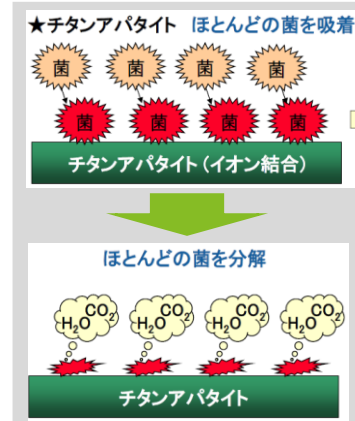 ★チタンアパタイト ほとんどの菌を吸着
菌 菌 菌 菌
菌 菌 菌 菌
チタンアパタイト(イオン結合)
ほとんどの菌を分解
CO2 CO2 CO2 CO2
H2O H2O H2O H2O
チタンアパタイト